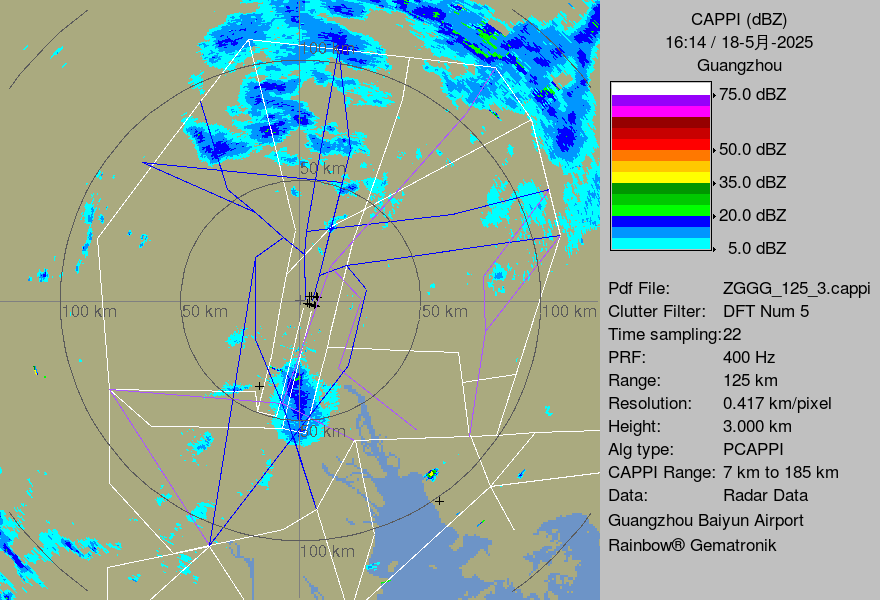 CAPPI (dBZ)
16:14 / 18-5月-2025
Guangzhou
75.0 dBZ
50.0 dBZ
35.0 dBZ
20.0 dBZ
5.0 dBZ
Pdf File: ZGGG_125_3.cappi
Clutter Filter: DFT Num 5
Time sampling:22
PRF: 400 Hz
Range: 125 km
Resolution: 0.417 km/pixel
Height: 3.000 km
Alg type: PCAPPI
CAPPI Range: 7 km to 185 km
Data: Radar Data
Guangzhou Baiyun Airport
Rainbow® Gematronik
100 km
50 km
100 km
50 km
50 km
100 km
50 km
100 km